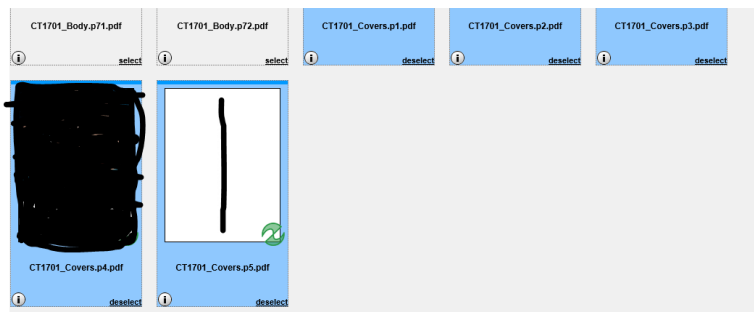 CT1701_Body.p71.pdf
CT1701_Body.p72.pdf
CT1701_Covers.p1.pdf
CT1701_Covers.p2.pdf
CT1701_Covers.p3.pdf
i select
i select
i deselect
i deselect
i deselect
CT1701_Covers.p4.pdf
CT1701_Covers.p5.pdf
i deselect
i deselect